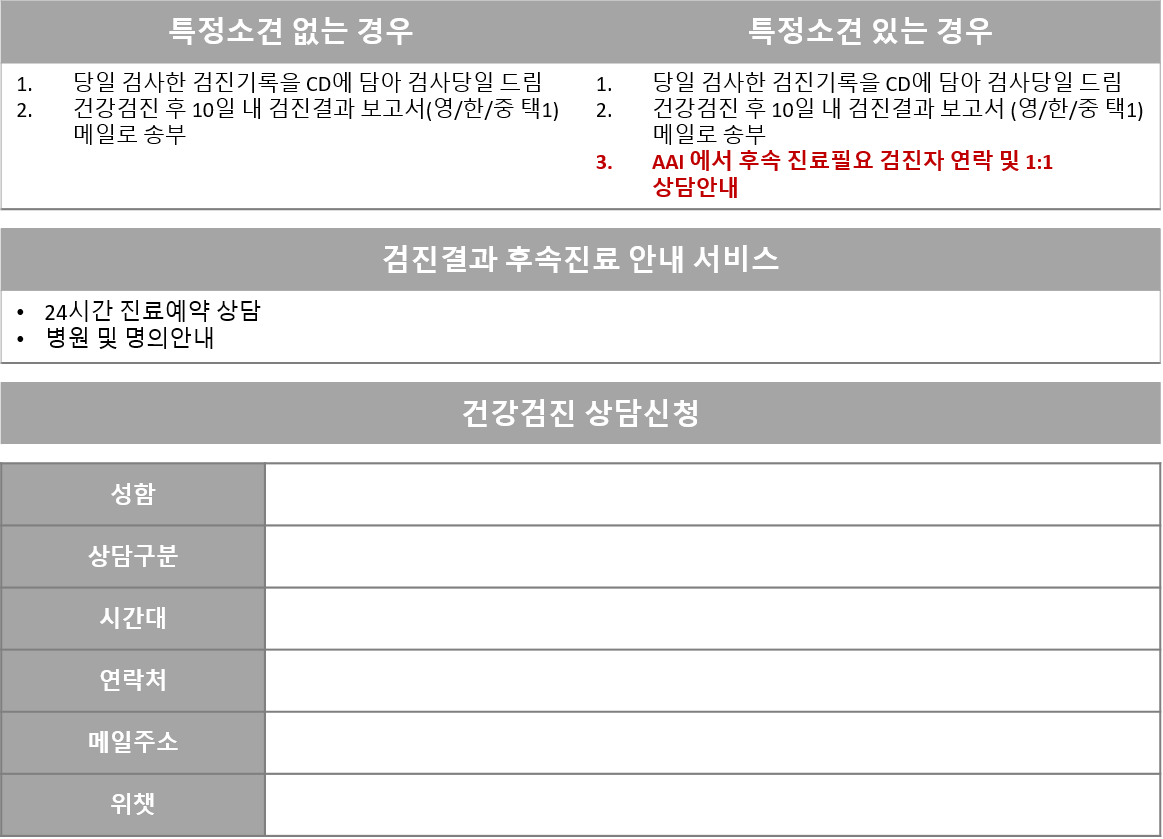 특정소견 없는 경우
1. 당일 검사한 검진기록을 CD에 담아 검사당일 드림
2. 건강검진 후 10일 내 검진결과 보고서(영/한/중 택1)
메일로 송부
특정소견 있는 경우
1. 당일 검사한 검진기록을 CD에 담아 검사당일 드림
2. 건강검진 후 10일 내 검진결과 보고서 (영/한/중 택1)
메일로 송부
3. AAI 에서 후속 진료필요 검진자 연락 및 1:1
상담안내
검진결과 후속진료 안내 서비스
• 24시간 진료예약 상담
• 병원 및 명의안내
건강검진 상담신청
성함
상담구분
시간대
연락처
메일주소
위챗